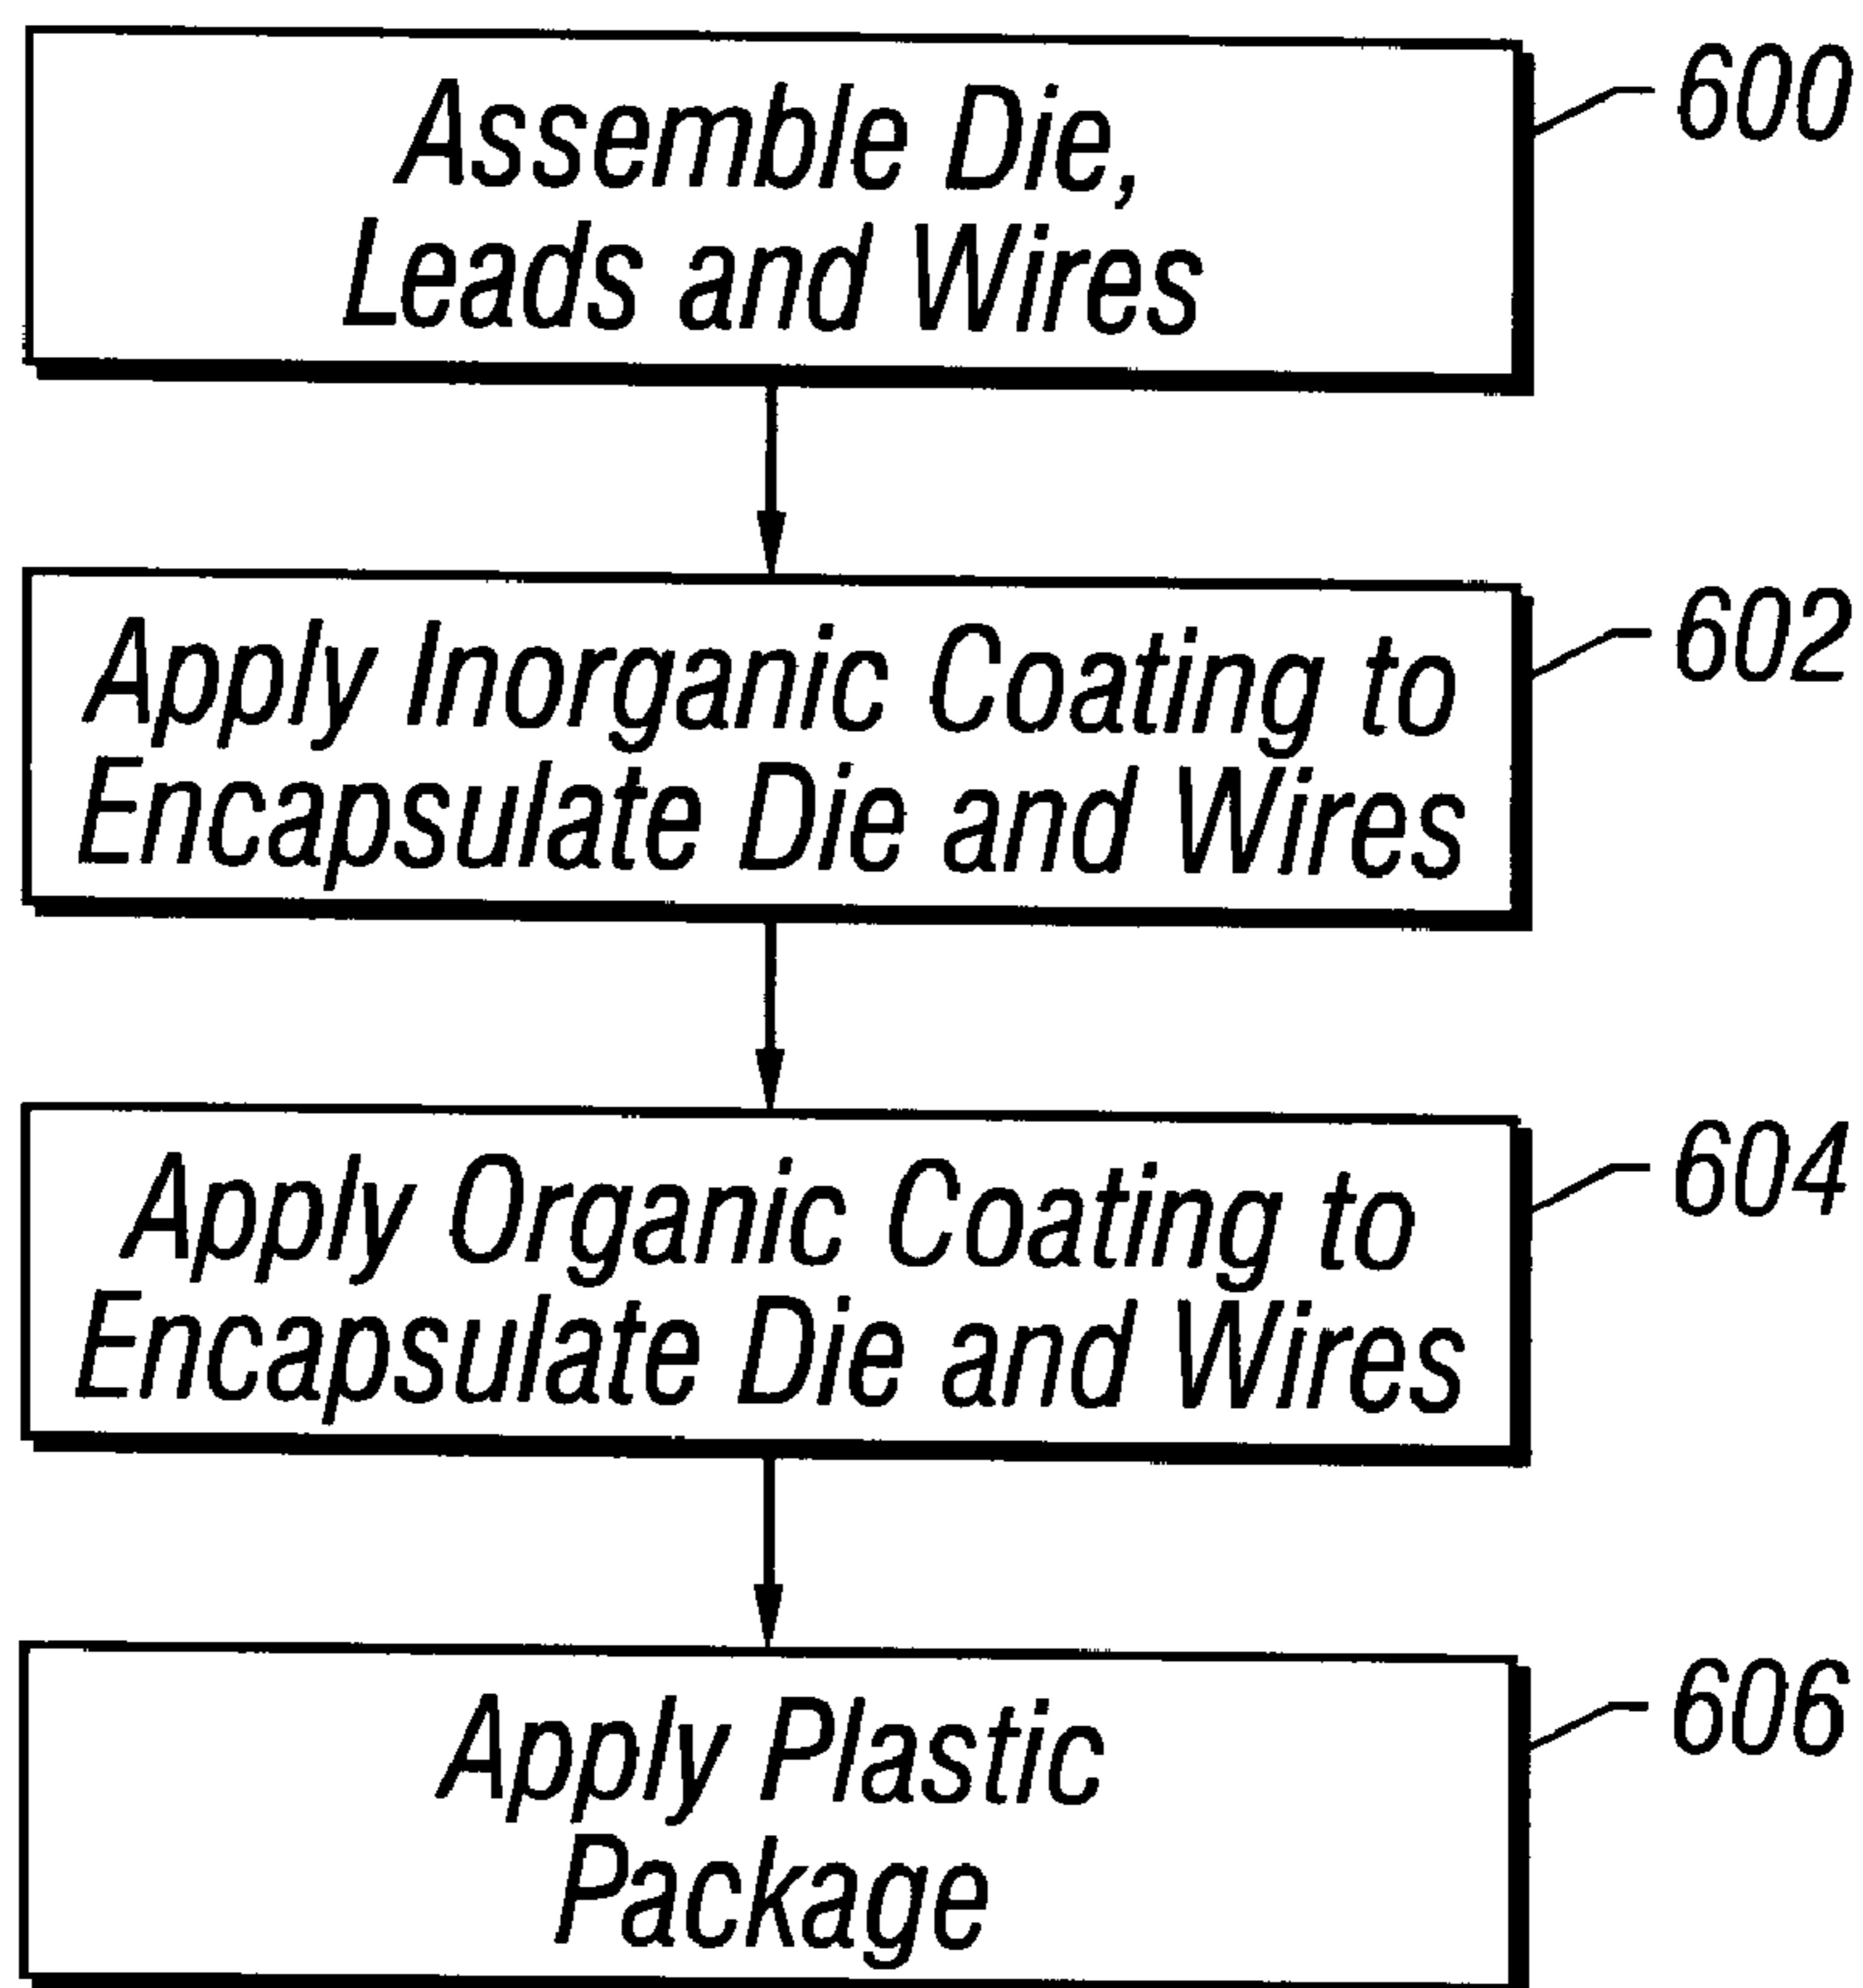 Assemble Die,
Leads and Wires
600
Apply Inorganic Coating to
Encapsulate Die and Wires
602
Apply Organic Coating to
Encapsulate Die and Wires
604
Apply Plastic
Package
606